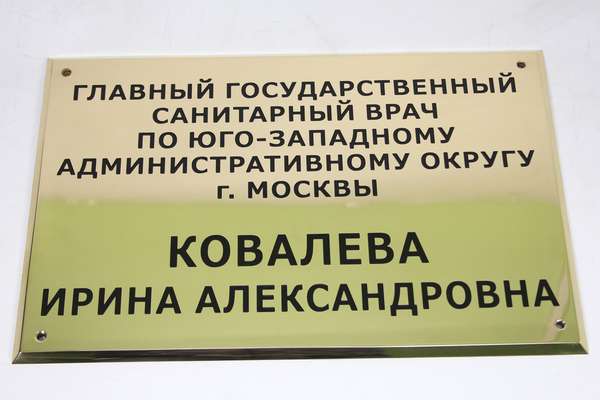 ГЛАВНЫЙ ГОСУДАРСТВЕННЫЙ
САНИТАРНЫЙ ВРАЧ
ПО ЮГО-ЗАПАДНОМУ
АДМИНИСТРАТИВНОМУ ОКРУГУ
г. МОСКВЫ
КОВАЛЕВА
ИРИНА АЛЕКСАНДРОВНА